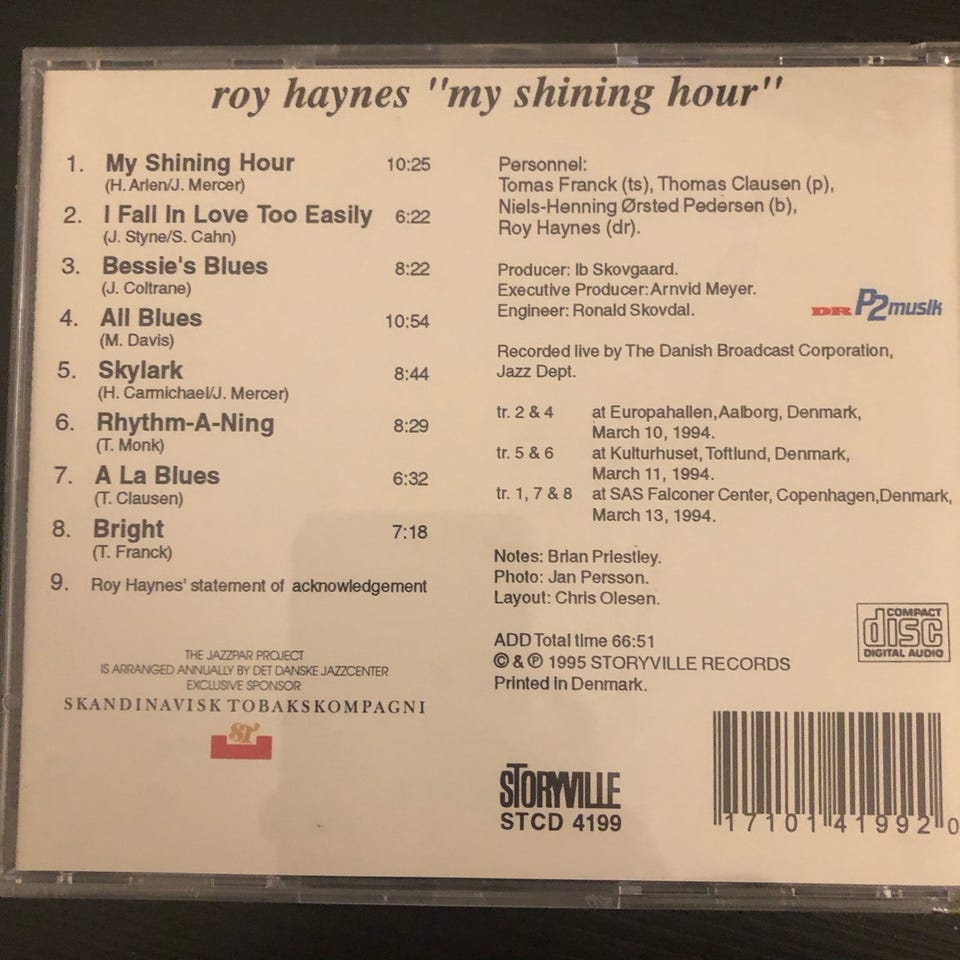 roy haynes "my shining hour"
1. My Shining Hour 10:25
(H. Arlen/J. Mercer)
2. I Fall In Love Too Easily 6:22
(J. Styne/S. Cahn)
3. Bessie's Blues 8:22
(J. Coltrane)
4. All Blues 10:54
(M. Davis)
5. Skylark 8:44
(H. Carmichael/J. Mercer)
6. Rhythm-A-Ning 8:29
(T. Monk)
7. A La Blues 6:32
(T. Clausen)
8. Bright 7:18
(T. Franck)
9. Roy Haynes' statement of acknowledgement
THE JAZZPAR PROJECT
IS ARRANGED ANNUALLY BY DET DANSKE JAZZCENTER
EXCLUSIVE SPONSOR
SKANDINAVISK TOBAKSKOMPAGNI
ST
Personnel:
Tomas Franck (ts), Thomas Clausen (p),
Niels-Henning Ørsted Pedersen (b),
Roy Haynes (dr).
Producer: Ib Skovgaard.
Executive Producer: Arnvid Meyer.
Engineer: Ronald Skovdal.
DR P2musik
Recorded live by The Danish Broadcast Corporation,
Jazz Dept.
tr. 2 & 4 at Europahallen, Aalborg, Denmark,
March 10, 1994.
tr. 5 & 6 at Kulturhuset, Toftlund, Denmark,
March 11, 1994.
tr. 1, 7 & 8 at SAS Falconer Center, Copenhagen, Denmark,
March 13, 1994.
Notes: Brian Priestley.
Photo: Jan Persson.
Layout: Chris Olesen.
ADD Total time 66:51
© & ℗ 1995 STORYVILLE RECORDS
Printed in Denmark.
COMPACT
disc
DIGITAL AUDIO
STORYVILLE
STCD 4199
17101 41992 0